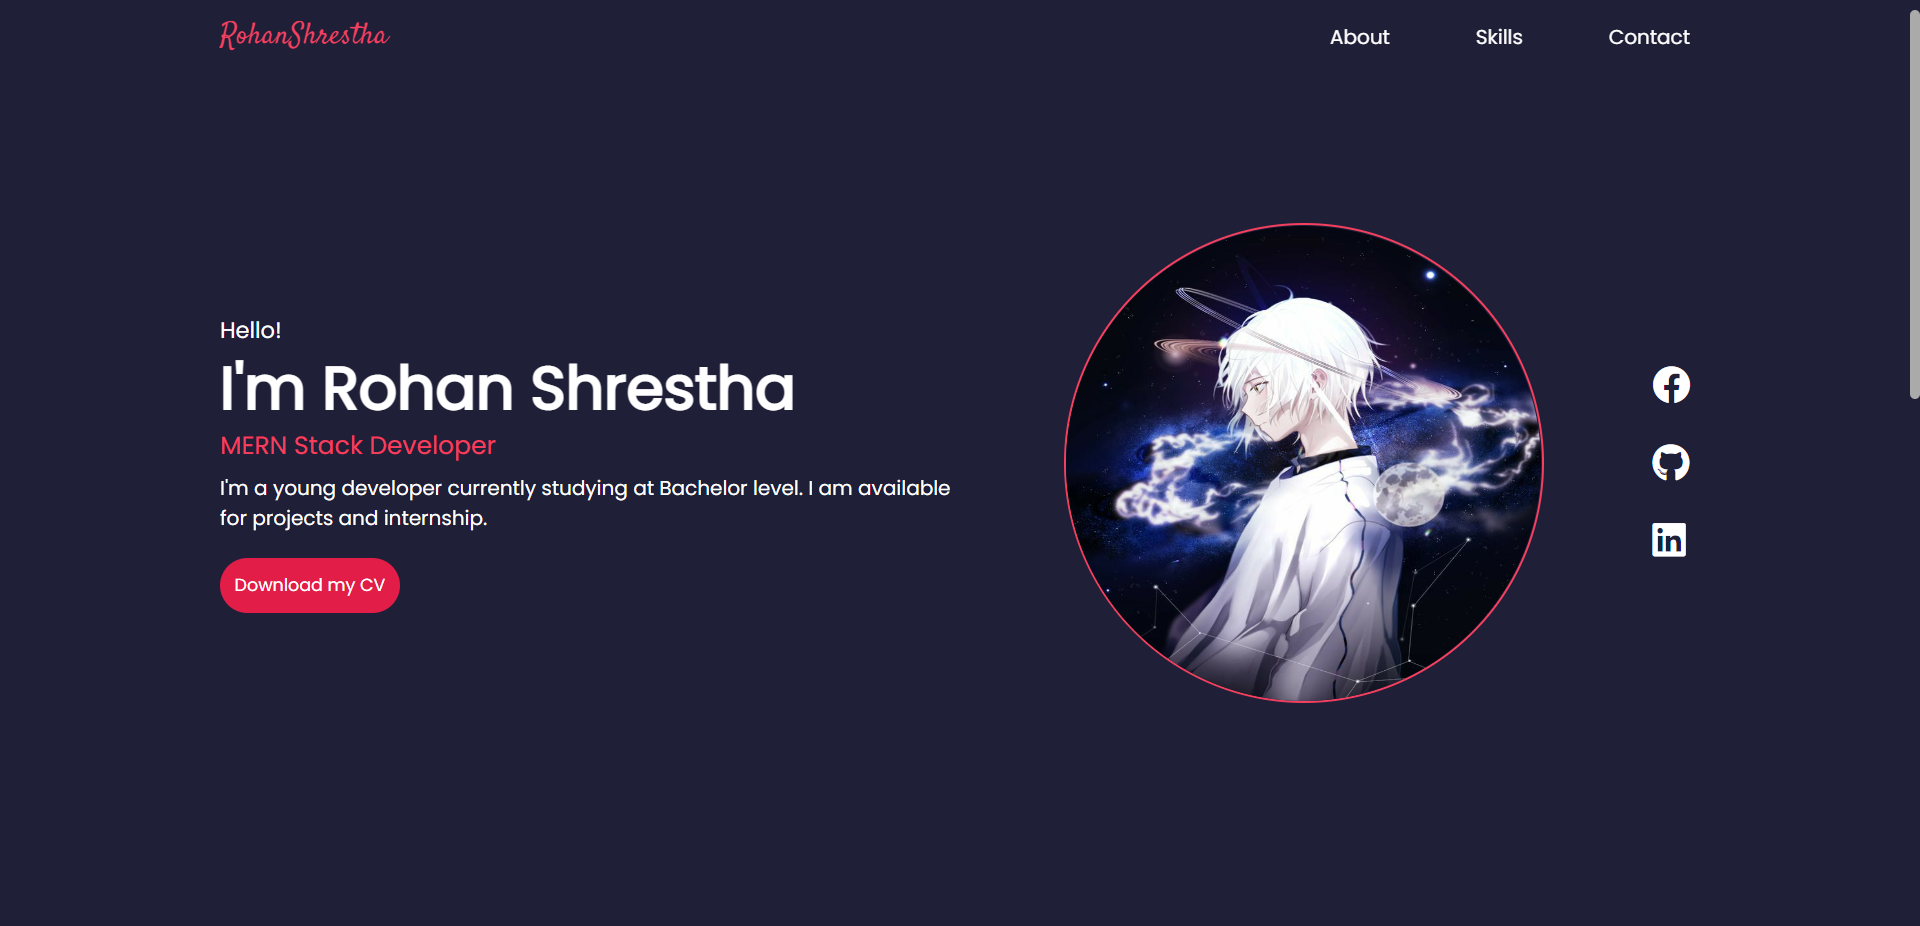 RohanShrestha
About
Skills
Contact
Hello!
I'm Rohan Shrestha
MERN Stack Developer
I'm a young developer currently studying at Bachelor level. I am available
for projects and internship.
Download my CV
in